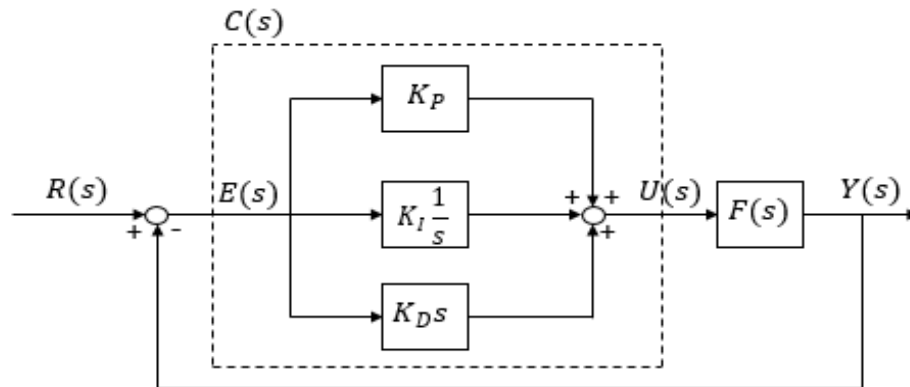 C(s)
K_P
R(s)
E(s)
K_I 1/s
+ +
U(s)
F(s)
Y(s)
+ -
+
K_D s